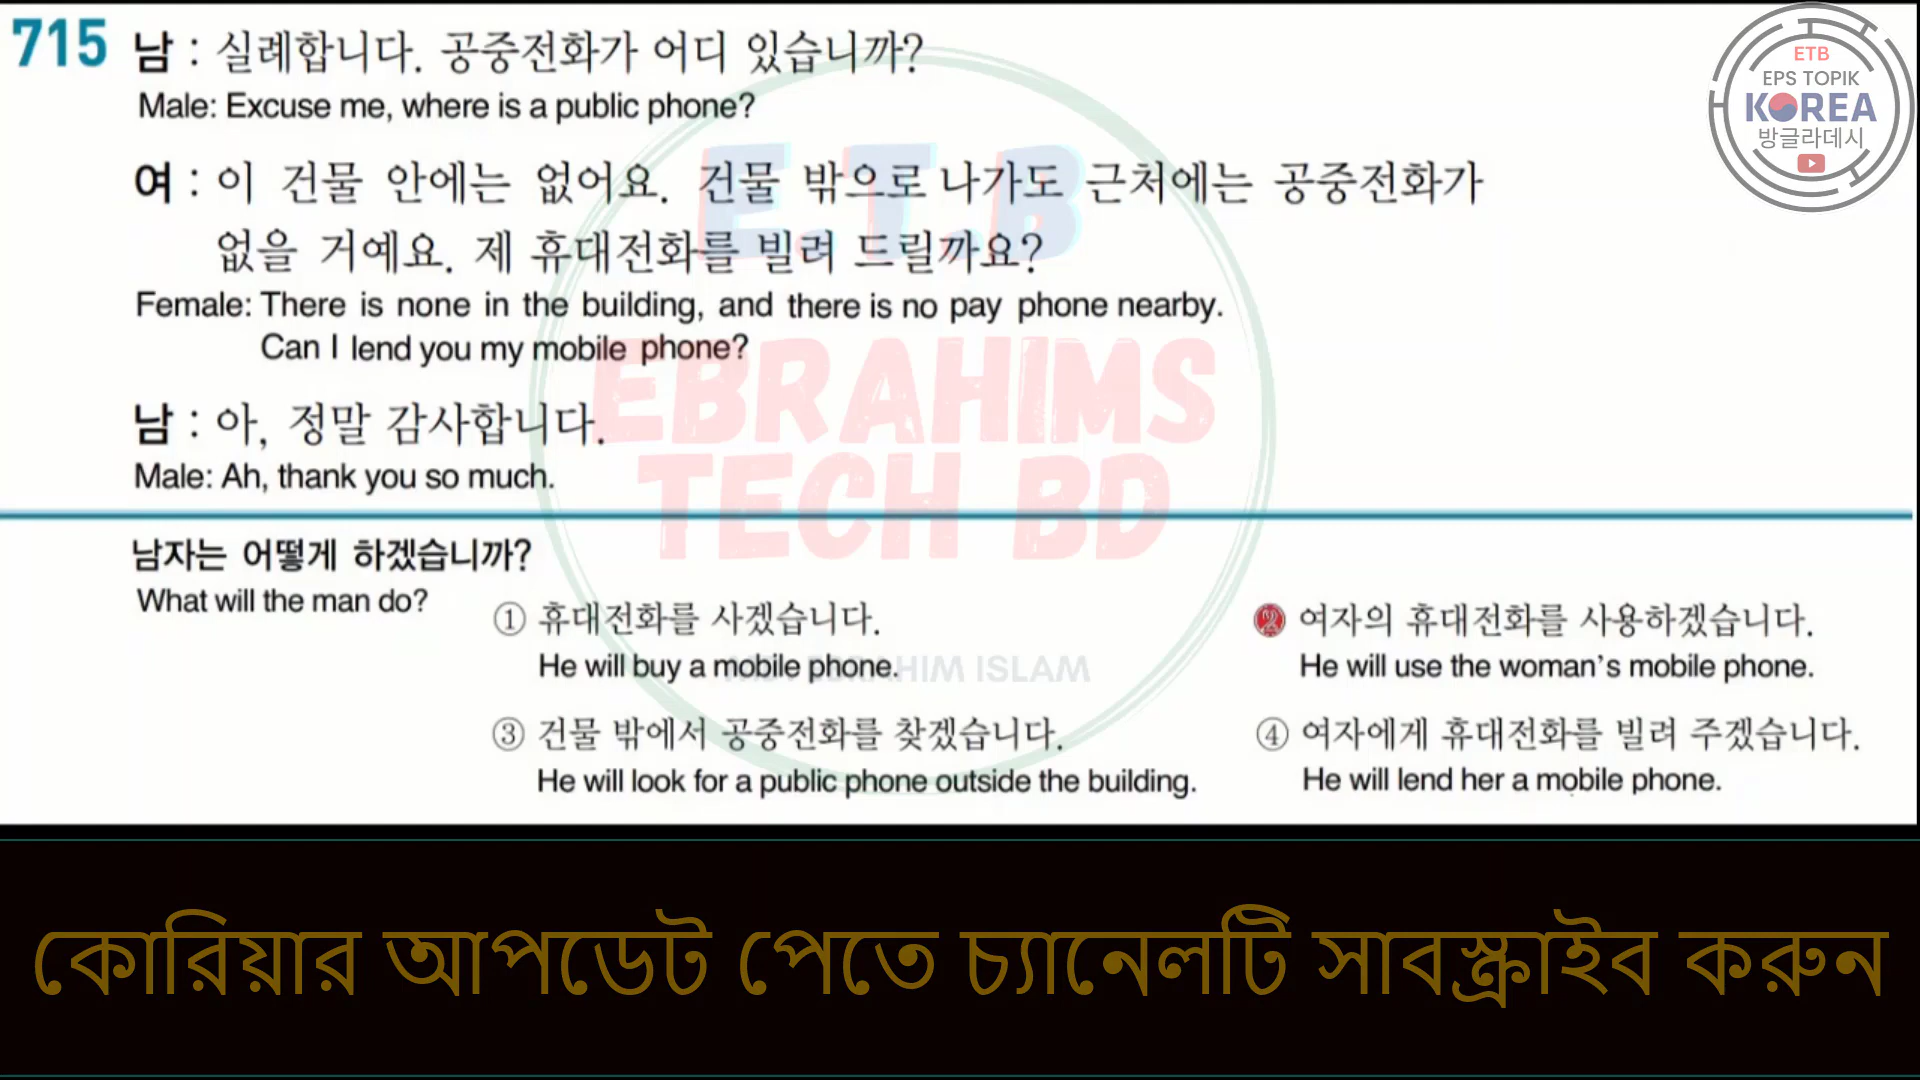 715 남 : 실례합니다. 공중전화가 어디 있습니까?
Male: Excuse me, where is a public phone?
여 : 이 건물 안에는 없어요. 건물 밖으로 나가도 근처에는 공중전화가
없을 거예요. 제 휴대전화를 빌려 드릴까요?
Female: There is none in the building, and there is no pay phone nearby.
Can I lend you my mobile phone?
남 : 아, 정말 감사합니다.
Male: Ah, thank you so much.
남자는 어떻게 하겠습니까?
What will the man do?
① 휴대전화를 사겠습니다.
He will buy a mobile phone.
② 여자의 휴대전화를 사용하겠습니다.
He will use the woman's mobile phone.
③ 건물 밖에서 공중전화를 찾겠습니다.
He will look for a public phone outside the building.
④ 여자에게 휴대전화를 빌려 주겠습니다.
He will lend her a mobile phone.
ETB
EPS TOPIK
KOREA
방글라데시
E.T.B
EBRAHIMS
TECH BD
EBRAHIM ISLAM
কোরিয়ার আপডেট পেতে চ্যানেলটি সাবস্ক্রাইব করুন